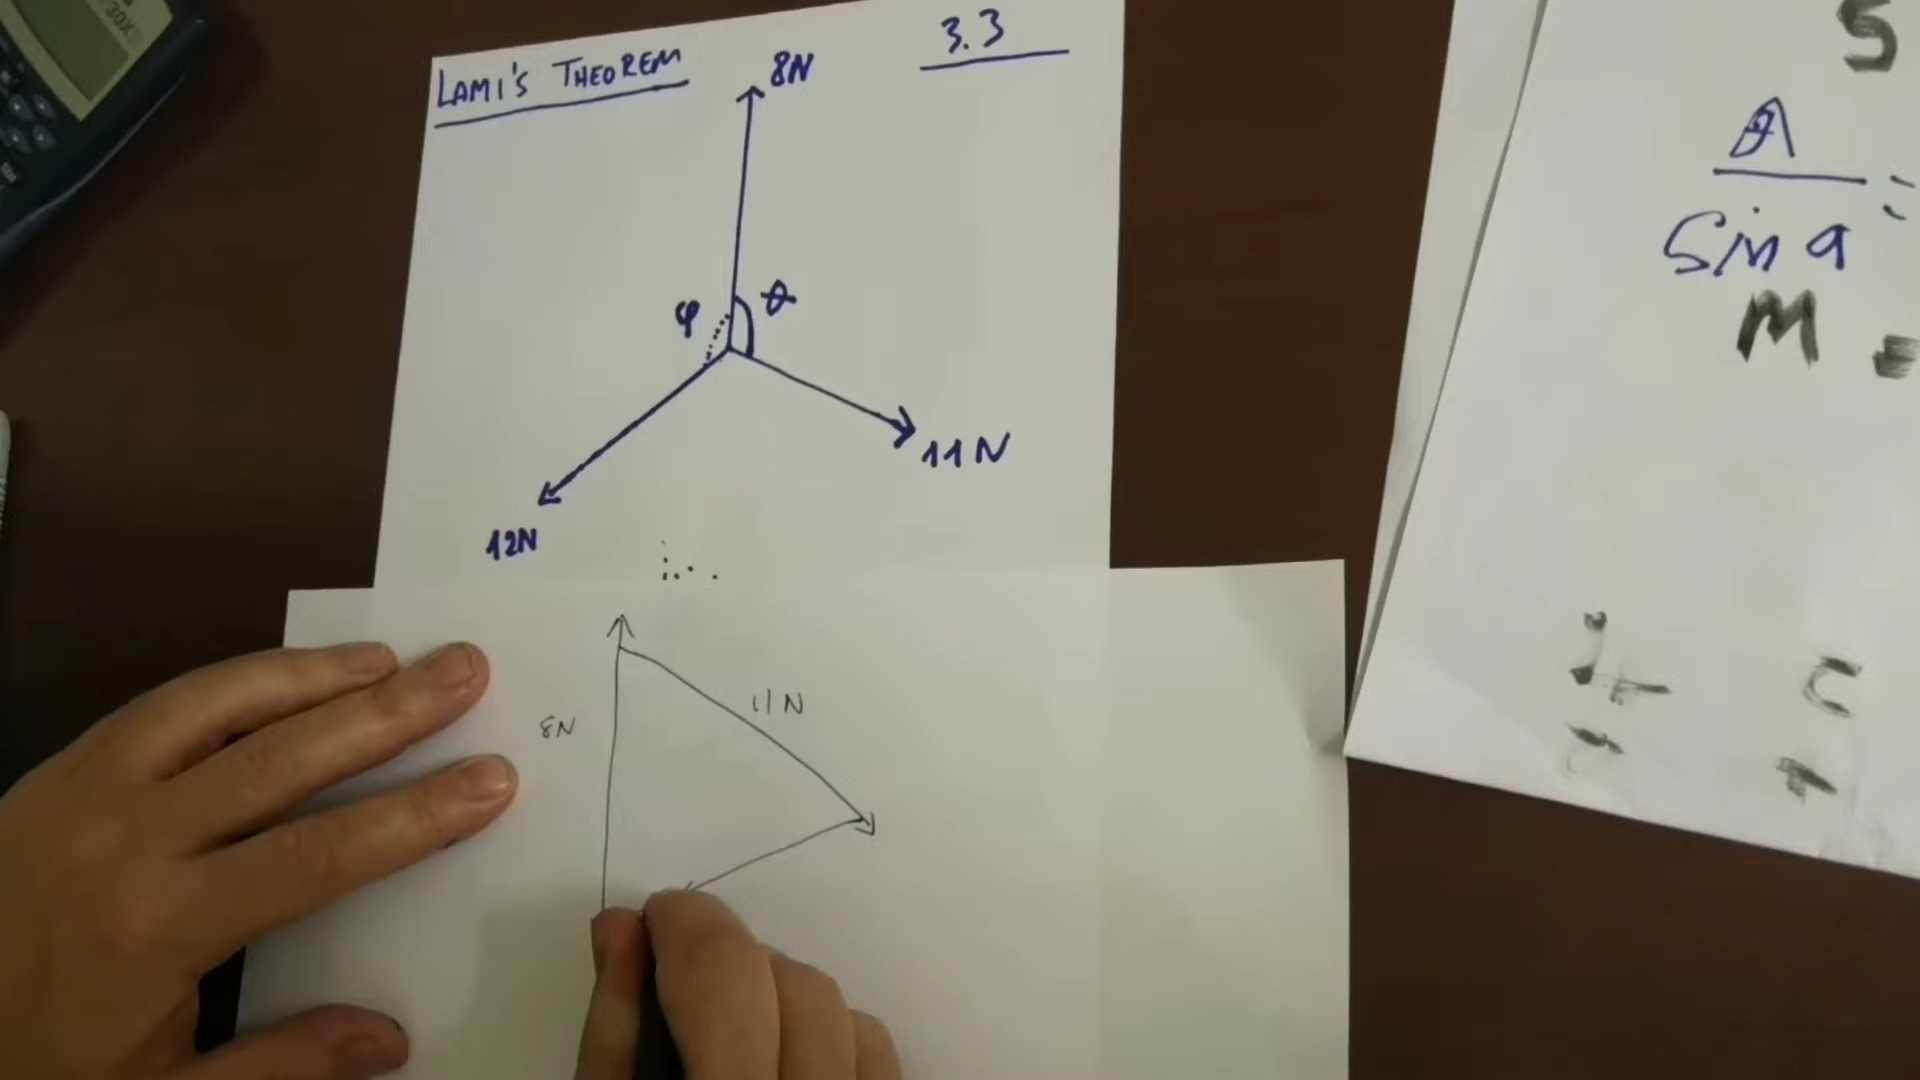 LAMI'S THEOREM
3.3
8N
φ θ
11N
12N
8N
11N
S
A
=
Sin a
M =